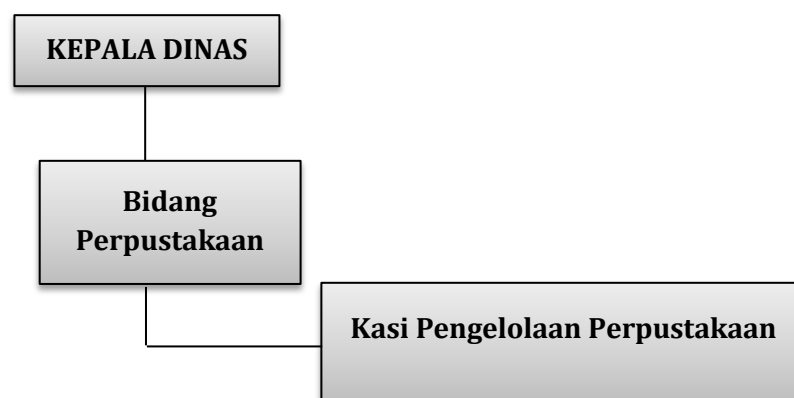 KEPALA DINAS
Bidang
Perpustakaan
Kasi Pengelolaan Perpustakaan